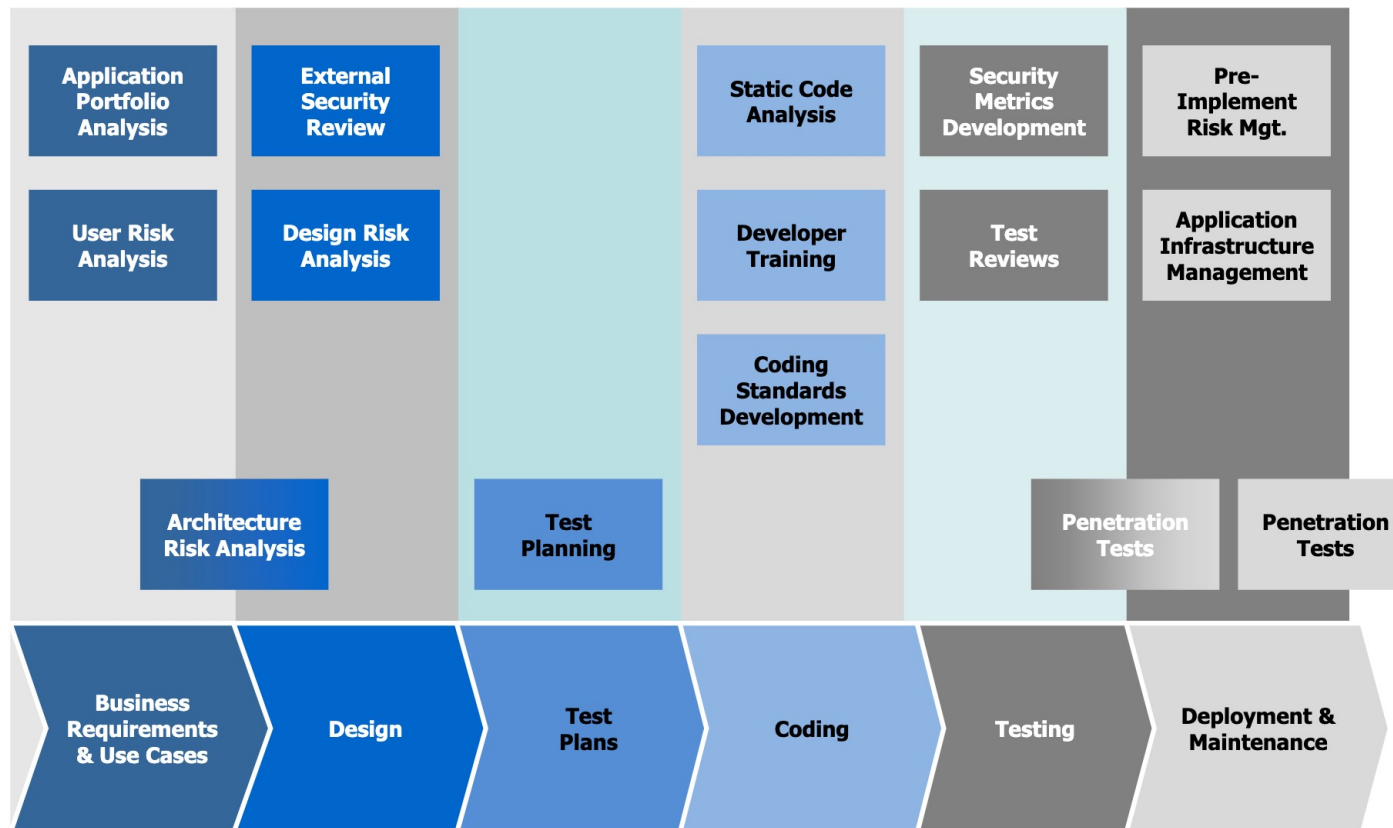 Application
Portfolio
Analysis
External
Security
Review
Static Code
Analysis
Security
Metrics
Development
Pre-
Implement
Risk Mgt.
User Risk
Analysis
Design Risk
Analysis
Developer
Training
Test
Reviews
Application
Infrastructure
Management
Coding
Standards
Development
Architecture
Risk Analysis
Test
Planning
Penetration
Tests
Penetration
Tests
Business
Requirements
& Use Cases
Design
Test
Plans
Coding
Testing
Deployment &
Maintenance